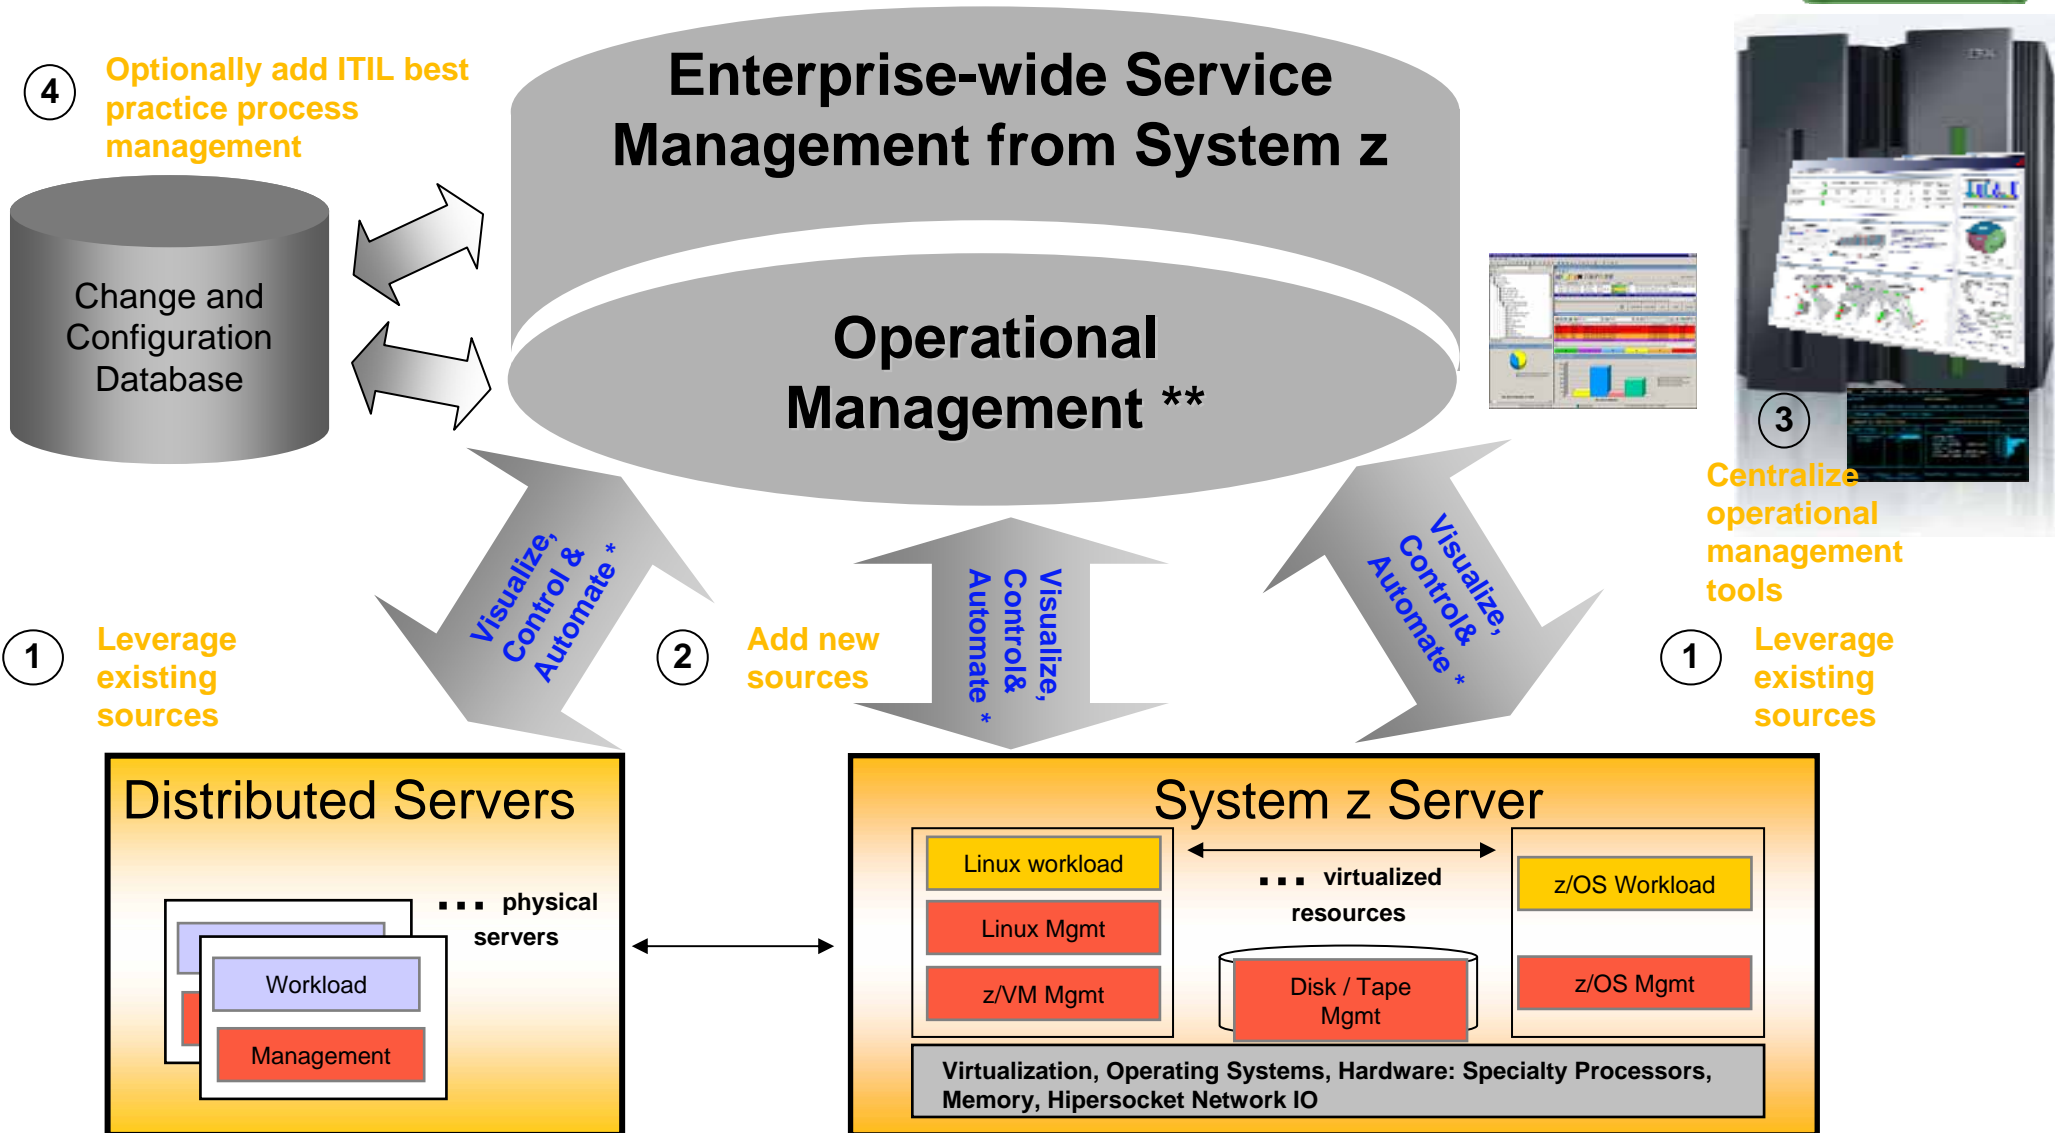 4
Optionally add ITIL best
practice process
management
Enterprise-wide Service
Management from System z
Change and
Configuration
Database
Operational
Management **
3
Centralize
operational
management
tools
Visualize,
Control &
Automate *
Visualize,
Control&
Automate *
Visualize,
Control&
Automate *
1
Leverage
existing
sources
2
Add new
sources
1
Leverage
existing
sources
Distributed Servers
... physical
servers
Workload
Management
System z Server
Linux workload
Linux Mgmt
z/VM Mgmt
... virtualized
resources
Disk / Tape
Mgmt
z/OS Workload
z/OS Mgmt
Virtualization, Operating Systems, Hardware: Specialty Processors,
Memory, Hipersocket Network IO